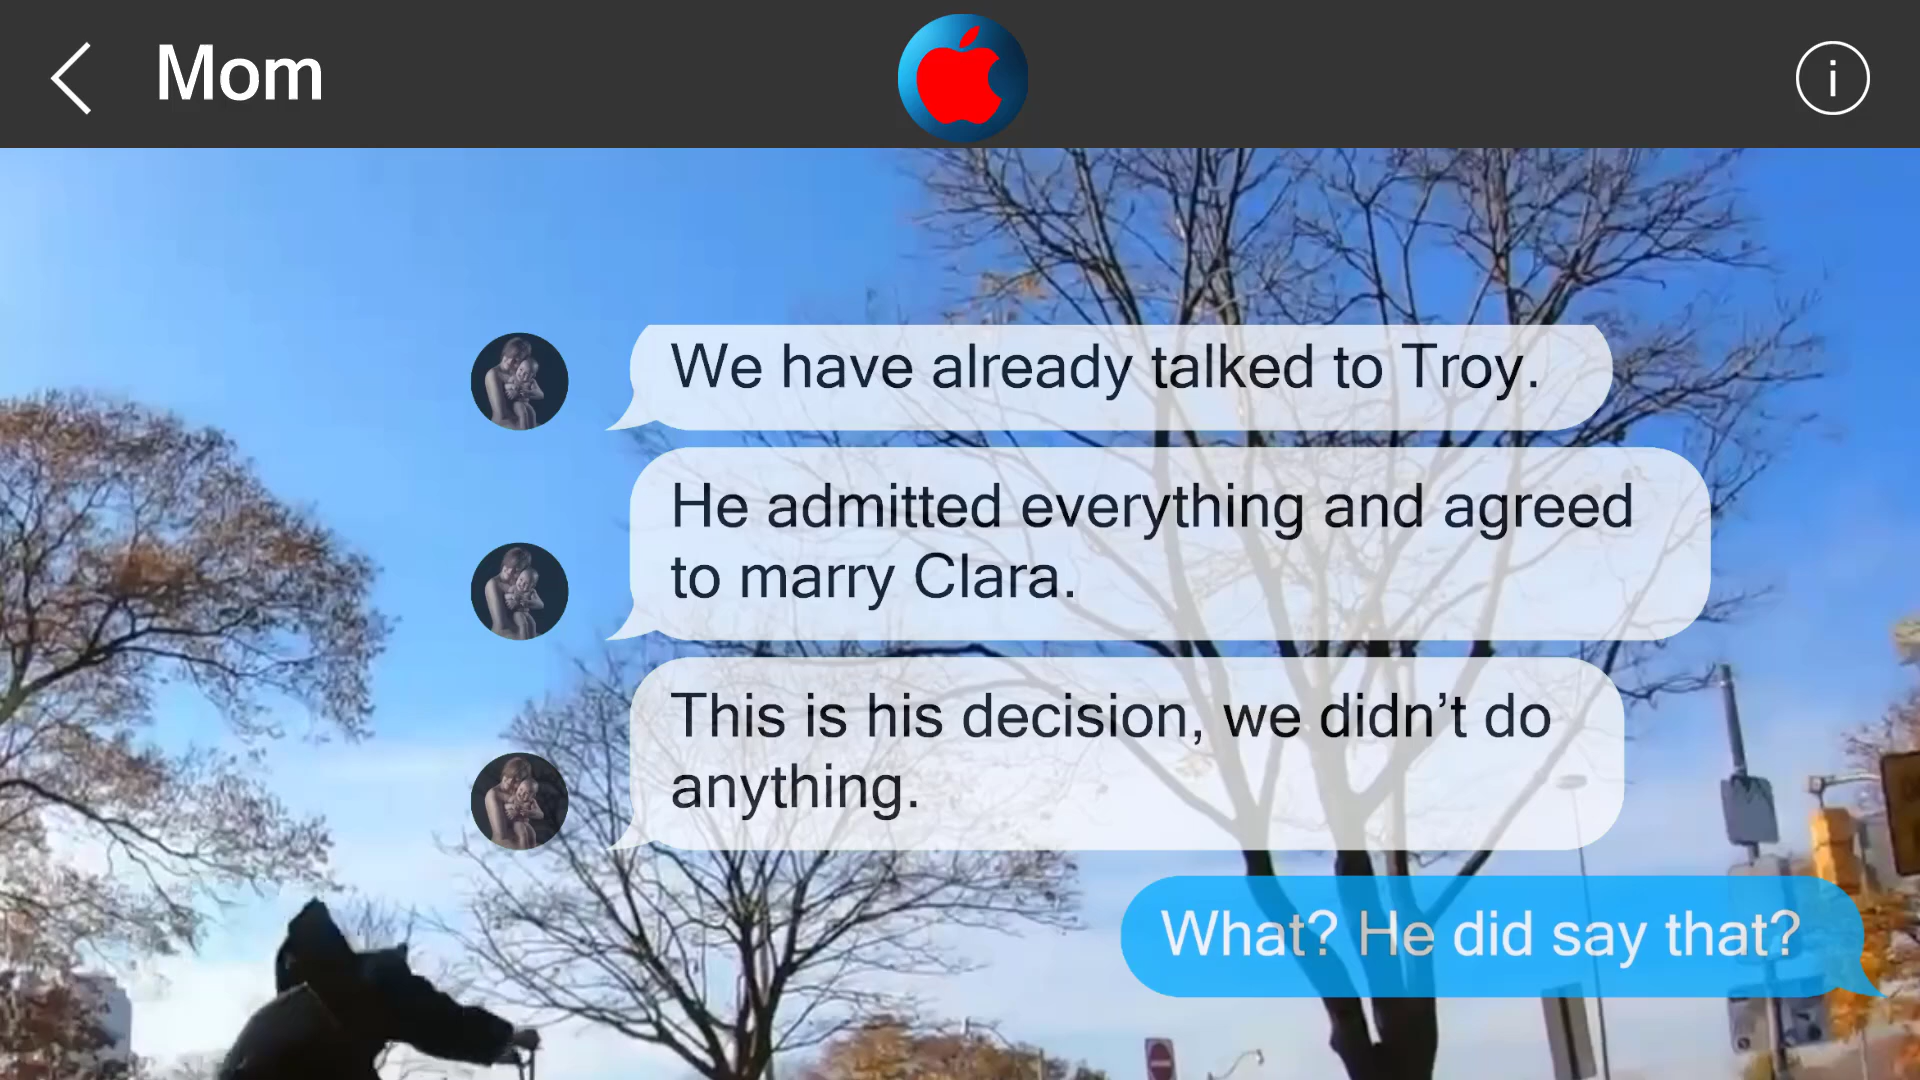 Mom
We have already talked to Troy.
He admitted everything and agreed
to marry Clara.
This is his decision, we didn’t do
anything.
What? He did say that?